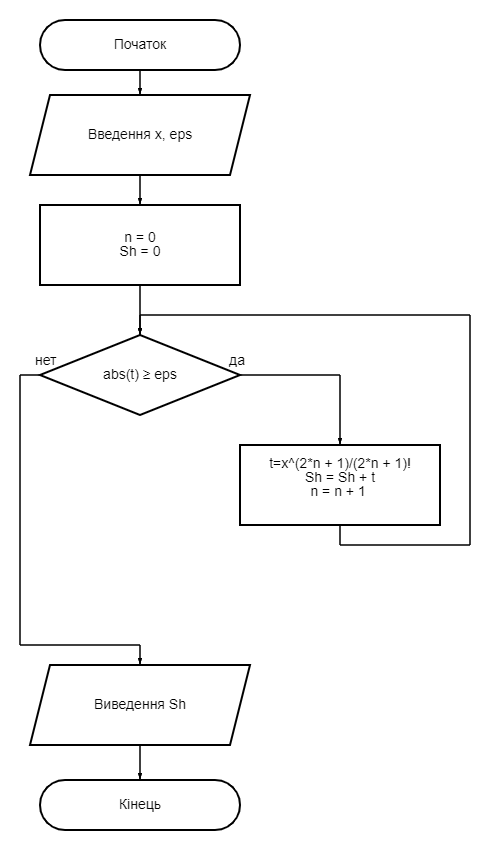 Початок
Введення x, eps
n = 0
Sh = 0
нет
да
abs(t) ≥ eps
t=x^(2*n + 1)/(2*n + 1)!
Sh = Sh + t
n = n + 1
Виведення Sh
Кінець